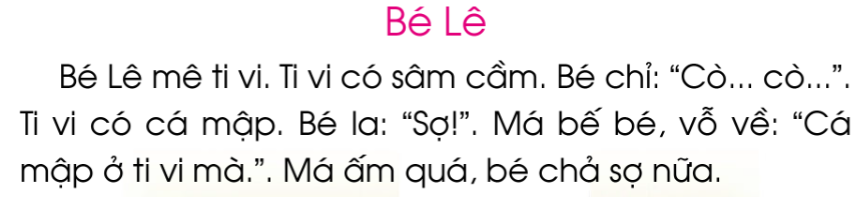 Bé Lê
Bé Lê mê ti vi. Ti vi có sâm cầm. Bé chỉ: “Cò... cò...”.
Ti vi có cá mập. Bé la: “Sợ!”. Má bế bé, vỗ về: “Cá
mập ở ti vi mà.”. Má ấm quá, bé chả sợ nữa.